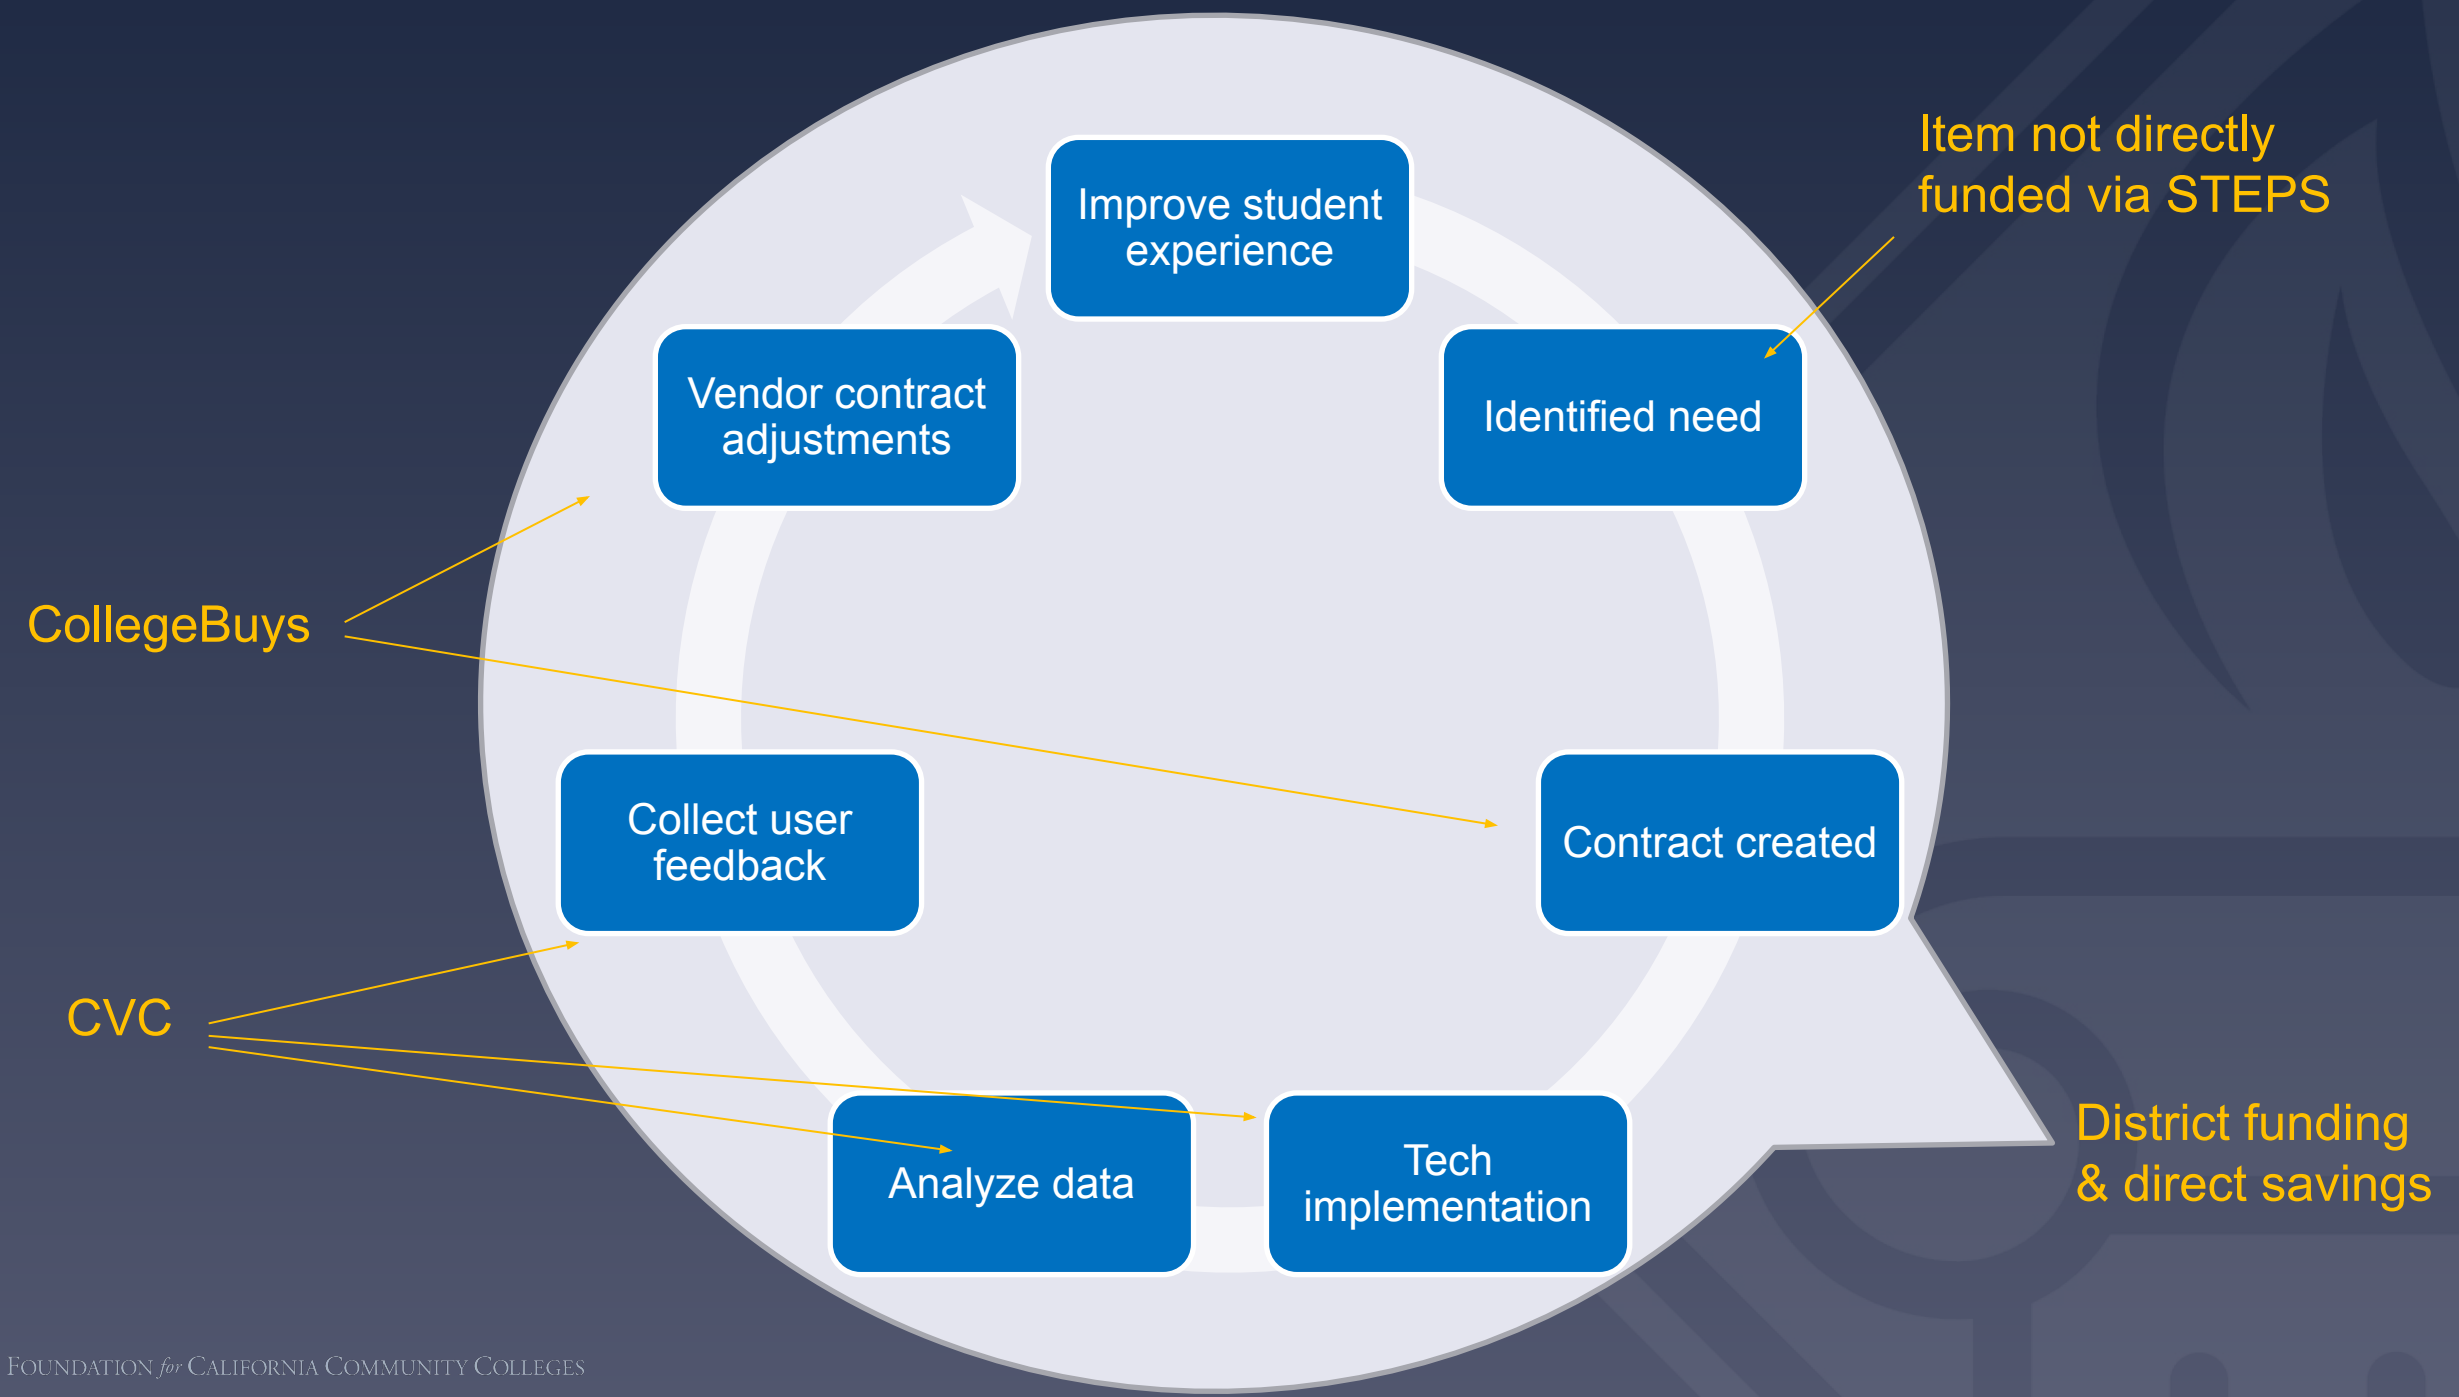 Improve student
experience
Item not directly
funded via STEPS
Vendor contract
adjustments
Identified need
CollegeBuys
Collect user
feedback
Contract created
CVC
Analyze data
Tech
implementation
District funding
& direct savings
FOUNDATION for CALIFORNIA COMMUNITY COLLEGES